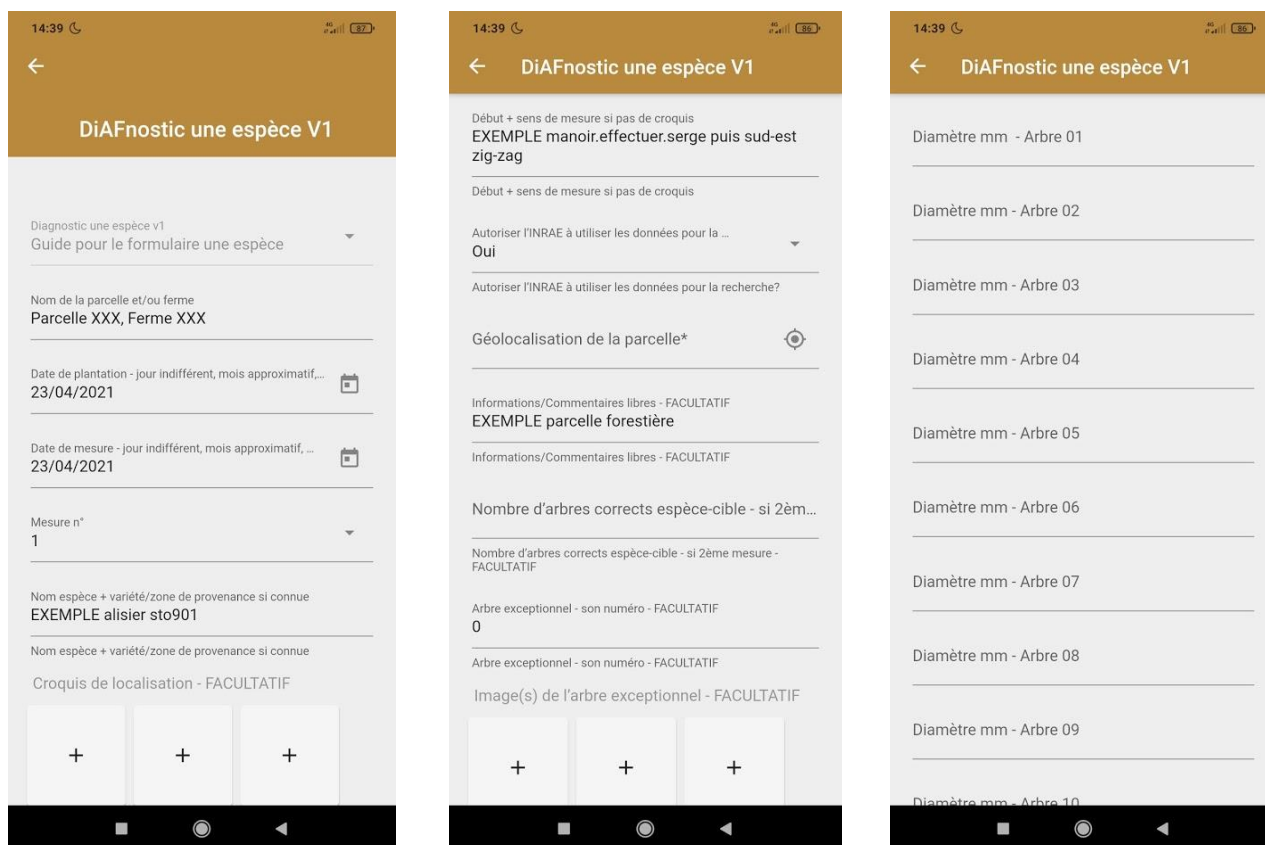 14:39
4G
87
DiAFnostic une espèce V1
Diagnostic une espèce v1
Guide pour le formulaire une espèce
Nom de la parcelle et/ou ferme
Parcelle XXX, Ferme XXX
Date de plantation - jour indifférent, mois approximatif,...
23/04/2021
Date de mesure - jour indifférent, mois approximatif, ...
23/04/2021
Mesure n°
1
Nom espèce + variété/zone de provenance si connue
EXEMPLE alisier sto901
Nom espèce + variété/zone de provenance si connue
Croquis de localisation - FACULTATIF
+ + +
14:39
4G
86
DiAFnostic une espèce V1
Début + sens de mesure si pas de croquis
EXEMPLE manoir.effectuer.serge puis sud-est
zig-zag
Début + sens de mesure si pas de croquis
Autoriser l'INRAE à utiliser les données pour la ...
Oui
Autoriser l'INRAE à utiliser les données pour la recherche?
Géolocalisation de la parcelle*
Informations/Commentaires libres - FACULTATIF
EXEMPLE parcelle forestière
Informations/Commentaires libres - FACULTATIF
Nombre d'arbres corrects espèce-cible - si 2èm...
Nombre d'arbres corrects espèce-cible - si 2ème mesure -
FACULTATIF
Arbre exceptionnel - son numéro - FACULTATIF
0
Arbre exceptionnel - son numéro - FACULTATIF
Image(s) de l'arbre exceptionnel - FACULTATIF
+ + +
14:39
4G
86
DiAFnostic une espèce V1
Diamètre mm - Arbre 01
Diamètre mm - Arbre 02
Diamètre mm - Arbre 03
Diamètre mm - Arbre 04
Diamètre mm - Arbre 05
Diamètre mm - Arbre 06
Diamètre mm - Arbre 07
Diamètre mm - Arbre 08
Diamètre mm - Arbre 09
Diamètre mm - Arbre 10